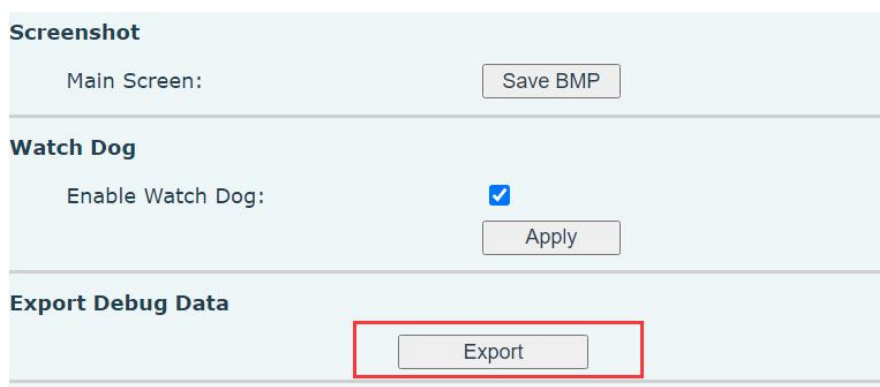 Screenshot
Main Screen: Save BMP
Watch Dog
Enable Watch Dog:
Apply
Export Debug Data
Export